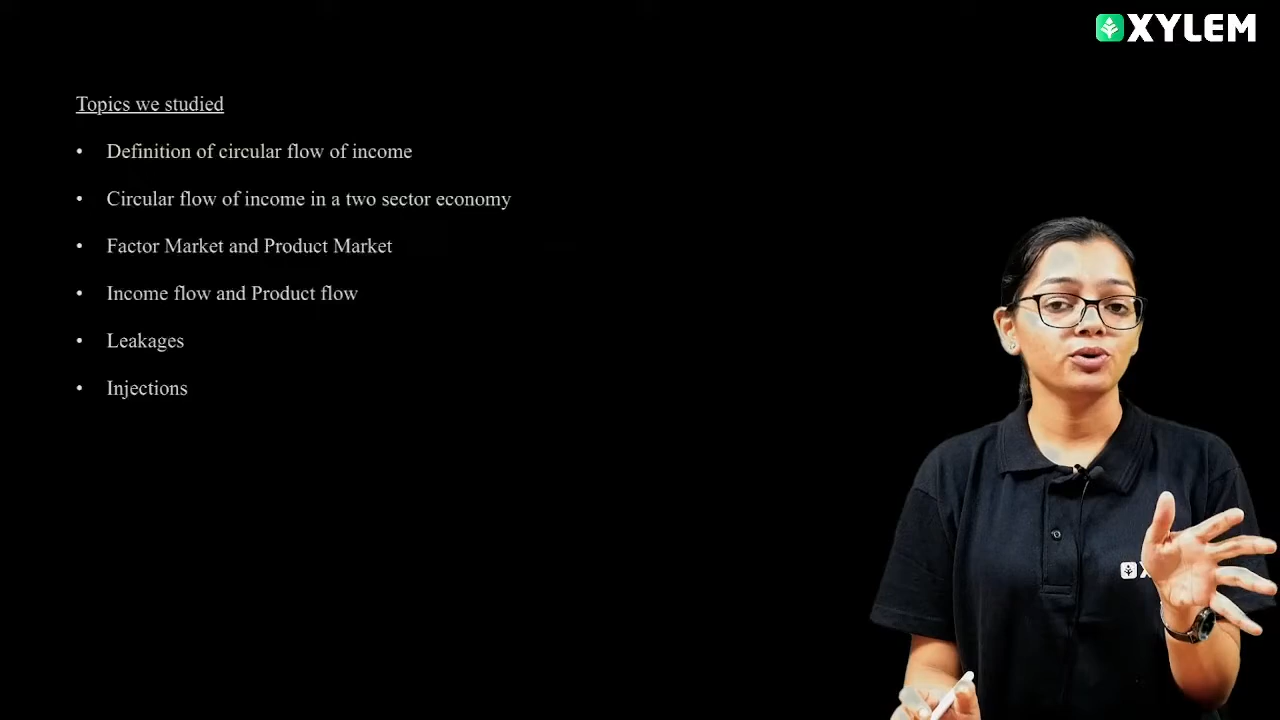 XYLEM
Topics we studied
• Definition of circular flow of income
• Circular flow of income in a two sector economy
• Factor Market and Product Market
• Income flow and Product flow
• Leakages
• Injections